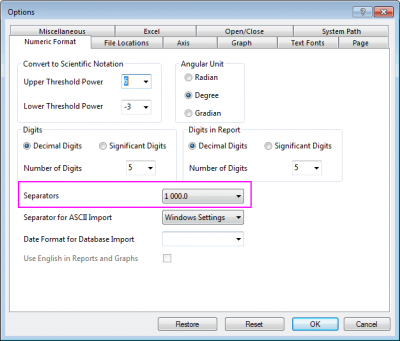 Options
Miscellaneous Excel Open/Close System Path
Numeric Format File Locations Axis Graph Text Fonts Page
Convert to Scientific Notation Angular Unit
Upper Threshold Power 6 Radian
Degree
Lower Threshold Power -3
Gradian
Digits Digits in Report
Decimal Digits Significant Digits Decimal Digits Significant Digits
Number of Digits 5 Number of Digits 5
Separators 1 000.0
Separator for ASCII Import Windows Settings
Date Format for Database Import
Use English in Reports and Graphs
Restore Reset OK Cancel